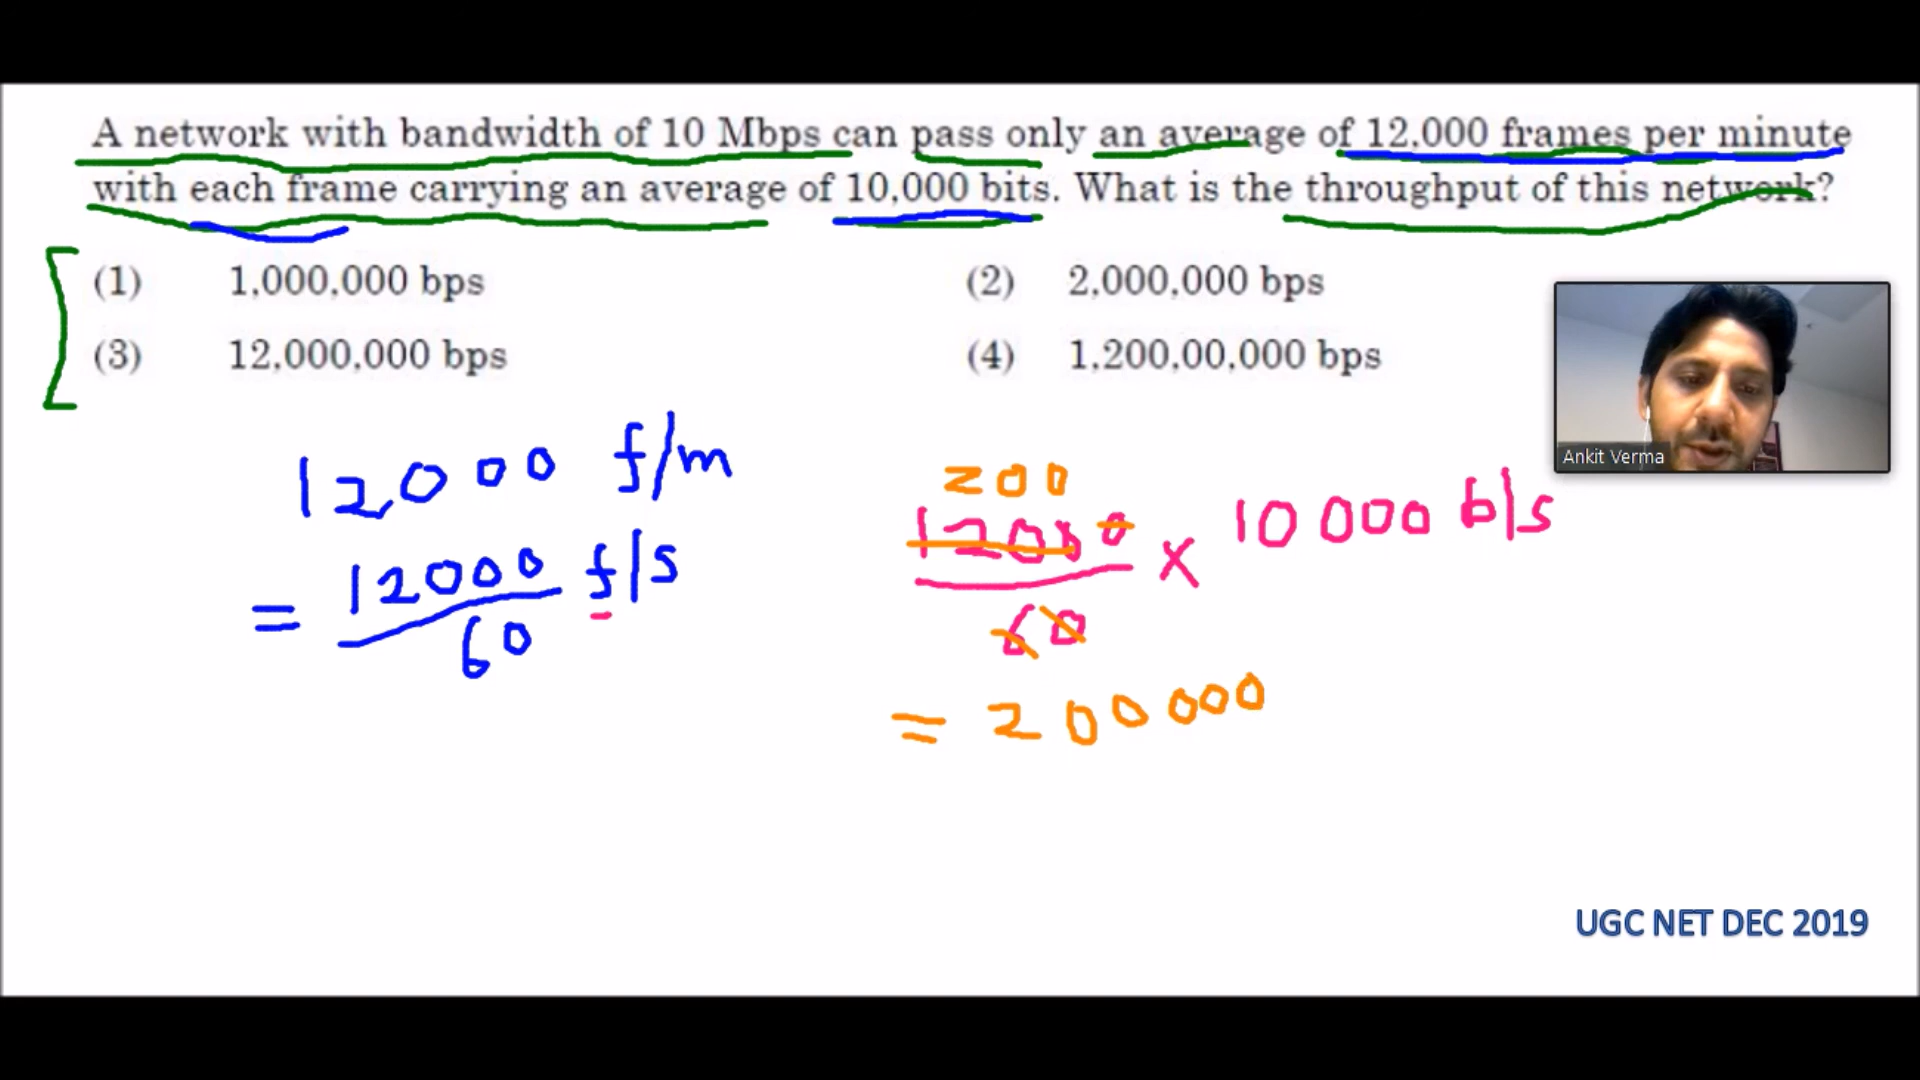 A network with bandwidth of 10 Mbps can pass only an average of 12,000 frames per minute
with each frame carrying an average of 10,000 bits. What is the throughput of this network?
(1) 1,000,000 bps (2) 2,000,000 bps
(3) 12,000,000 bps (4) 1,200,00,000 bps
12000 f/m
= 12000/60 f/s
200
12000/60 × 10000 b/s
= 200000
Ankit Verma
UGC NET DEC 2019